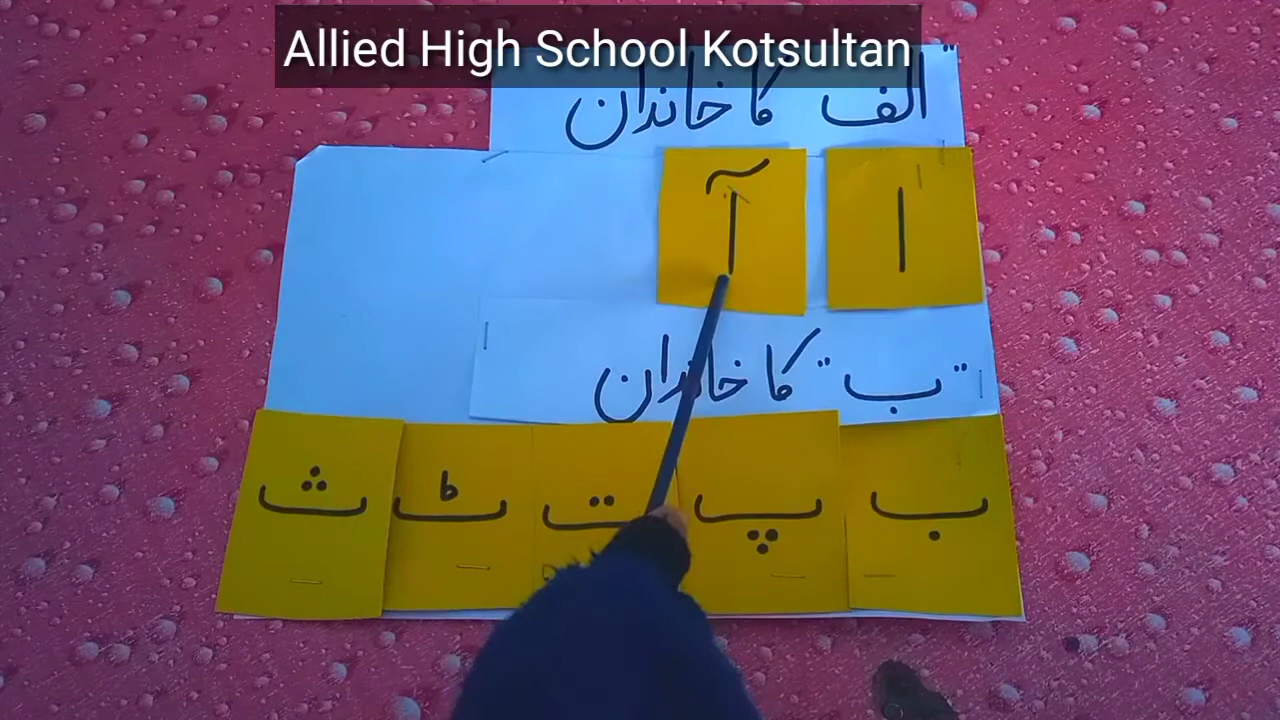 Allied High School Kotsultan
"الف کا خاندان
ا آ
"ب" کا خاندان
ب پ ت ٹ ث